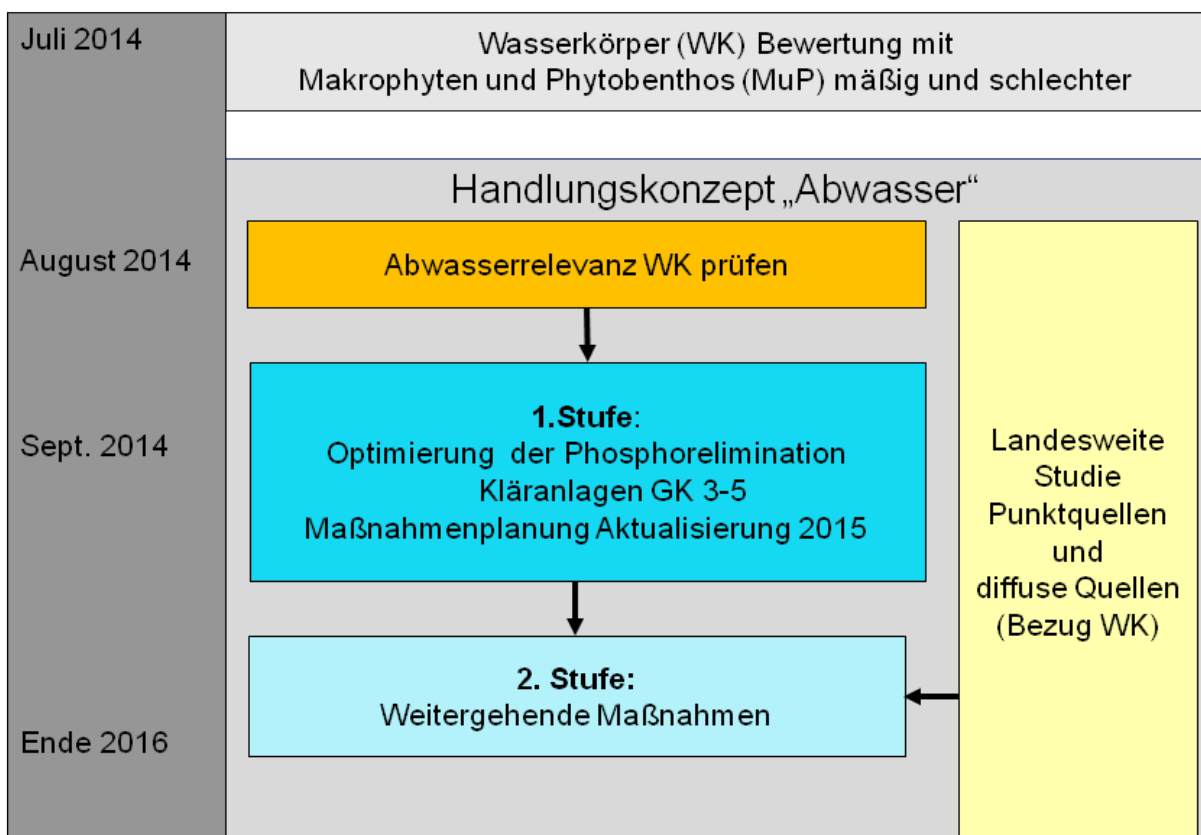 Juli 2014
Wasserkörper (WK) Bewertung mit
Makrophyten und Phytobenthos (MuP) mäßig und schlechter
Handlungskonzept „Abwasser“
August 2014
Abwasserrelevanz WK prüfen
Sept. 2014
1.Stufe:
Optimierung der Phosphorelimination
Kläranlagen GK 3-5
Maßnahmenplanung Aktualisierung 2015
Landesweite
Studie
Punktquellen
und
diffuse Quellen
(Bezug WK)
2. Stufe:
Weitergehende Maßnahmen
Ende 2016